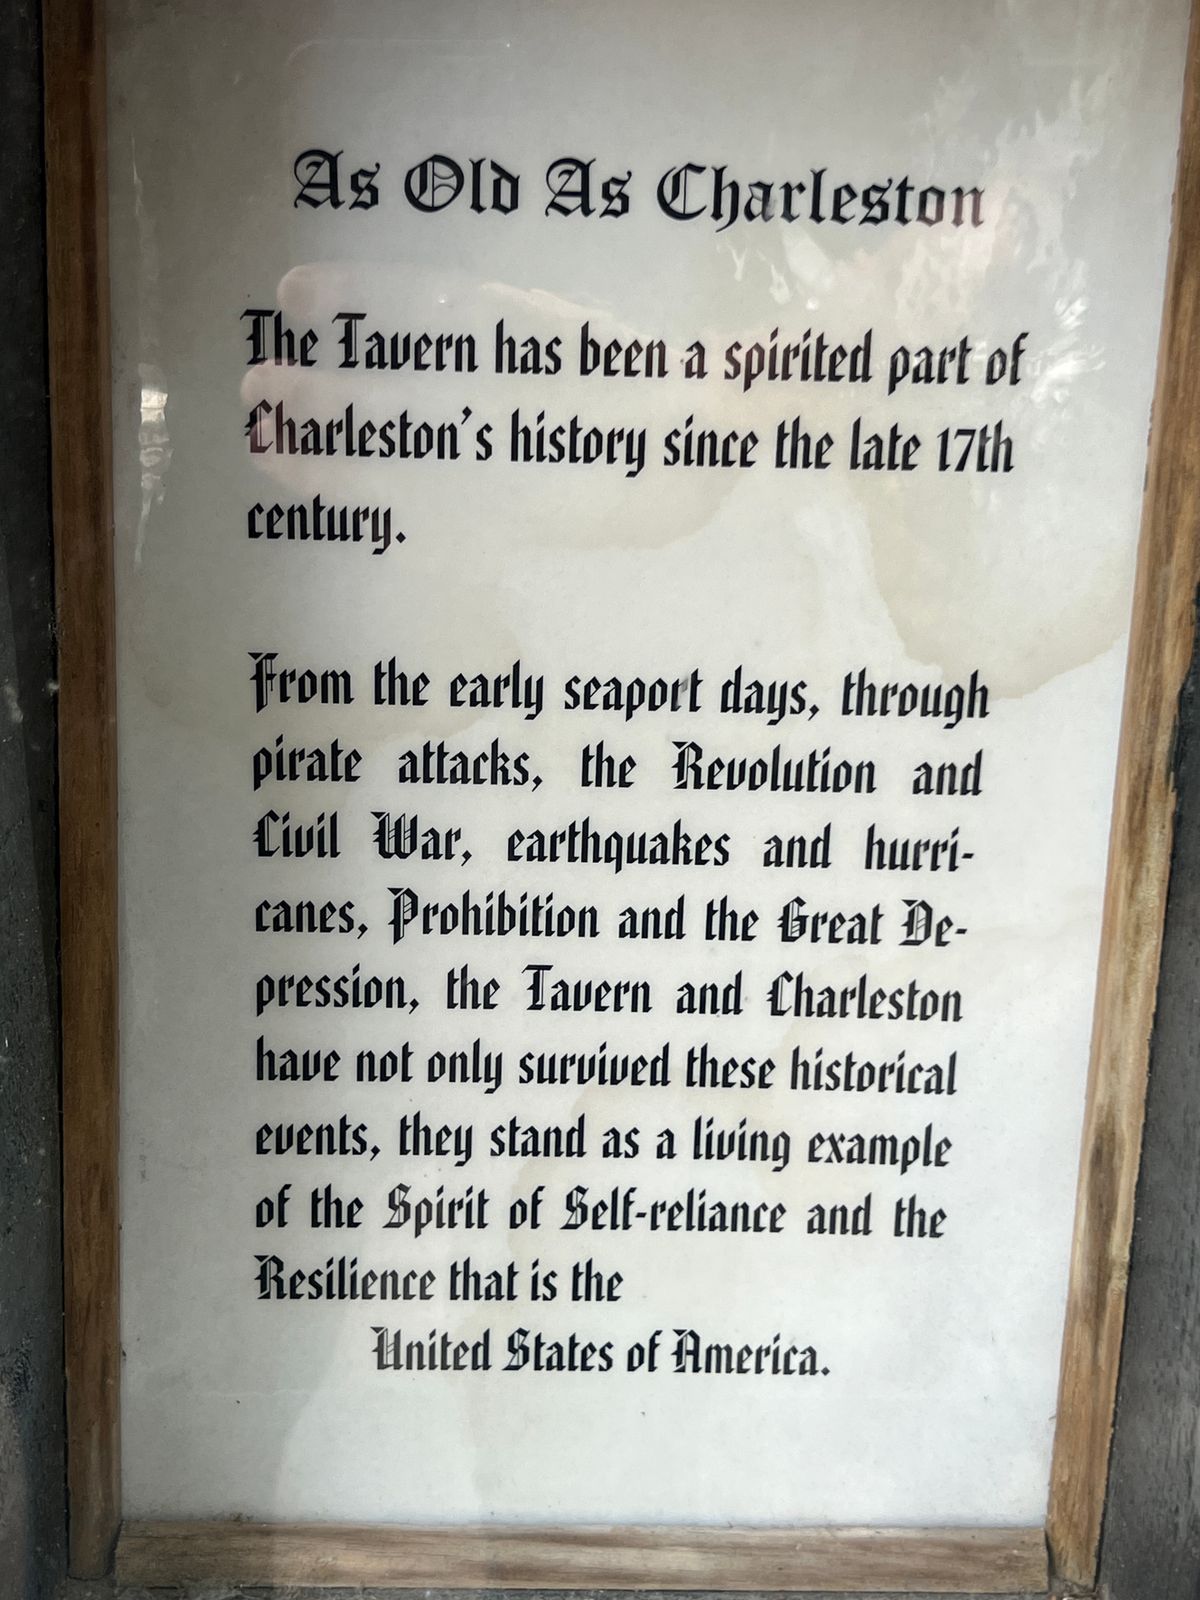 As Old As Charleston
The Tavern has been a spirited part of
Charleston's history since the late 17th
century.
From the early seaport days, through
pirate attacks, the Revolution and
Civil War, earthquakes and hurri-
canes, Prohibition and the Great De-
pression, the Tavern and Charleston
have not only survived these historical
events, they stand as a living example
of the Spirit of Self-reliance and the
Resilience that is the
United States of America.